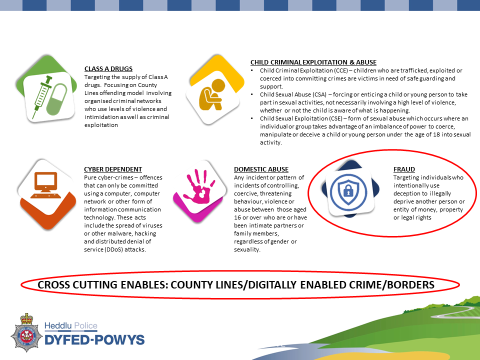 CLASS A DRUGS
Targeting the supply of Class A
drugs. Focusing on County
Lines offending model involving
organised criminal networks
who use levels of violence and
intimidation as well as criminal
exploitation
CHILD CRIMINAL EXPLOITATION & ABUSE
• Child Criminal Exploitation (CCE) – children who are trafficked, exploited or
coerced into committing crimes are victims in need of safeguarding and
support.
• Child Sexual Abuse (CSA) – forcing or enticing a child or young person to take
part in sexual activities, not necessarily involving a high level of violence,
whether or not the child is aware of what is happening.
• Child Sexual Exploitation (CSE) – form of sexual abuse which occurs where an
individual or group takes advantage of an imbalance of power to coerce,
manipulate or deceive a child or young person under the age of 18 into sexual
activity.
CYBER DEPENDENT
Pure cyber-crimes – offences
that can only be committed
using a computer, computer
network or other form of
information communication
technology. These acts
include the spread of viruses
or other malware, hacking
and distributed denial of
service (DDoS) attacks.
DOMESTIC ABUSE
Any incident or pattern of
incidents of controlling,
coercive, threatening
behaviour, violence or
abuse between those aged
16 or over who are or have
been intimate partners or
family members,
regardless of gender or
sexuality.
FRAUD
Targeting individuals who
intentionally use
deception to illegally
deprive another person or
entity of money, property
or legal rights
CROSS CUTTING ENABLES: COUNTY LINES/DIGITALLY ENABLED CRIME/BORDERS
Heddlu Police
DYFED-POWYS